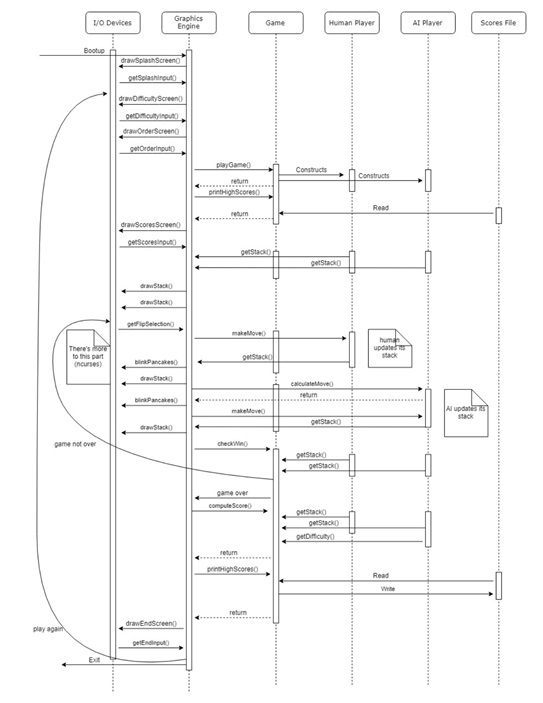 I/O Devices
Graphics
Engine
Game
Human Player
AI Player
Scores File
Bootup
drawSplashScreen()
getSplashInput()
drawDifficultyScreen()
getDifficultyInput()
drawOrderScreen()
getOrderInput()
playGame()
Constructs
Constructs
return
printHighScores()
Read
return
drawScoresScreen()
getScoresInput()
getStack()
getStack()
drawStack()
drawStack()
getFlipSelection()
There's more
to this part
(ncurses)
makeMove()
human
updates its
stack
getStack()
blinkPancakes()
drawStack()
calculateMove()
return
blinkPancakes()
makeMove()
AI updates its
stack
getStack()
drawStack()
game not over
checkWin()
getStack()
getStack()
game over
computeScore()
getStack()
getStack()
getDifficulty()
return
printHighScores()
Read
Write
return
drawEndScreen()
play again
getEndInput()
Exit